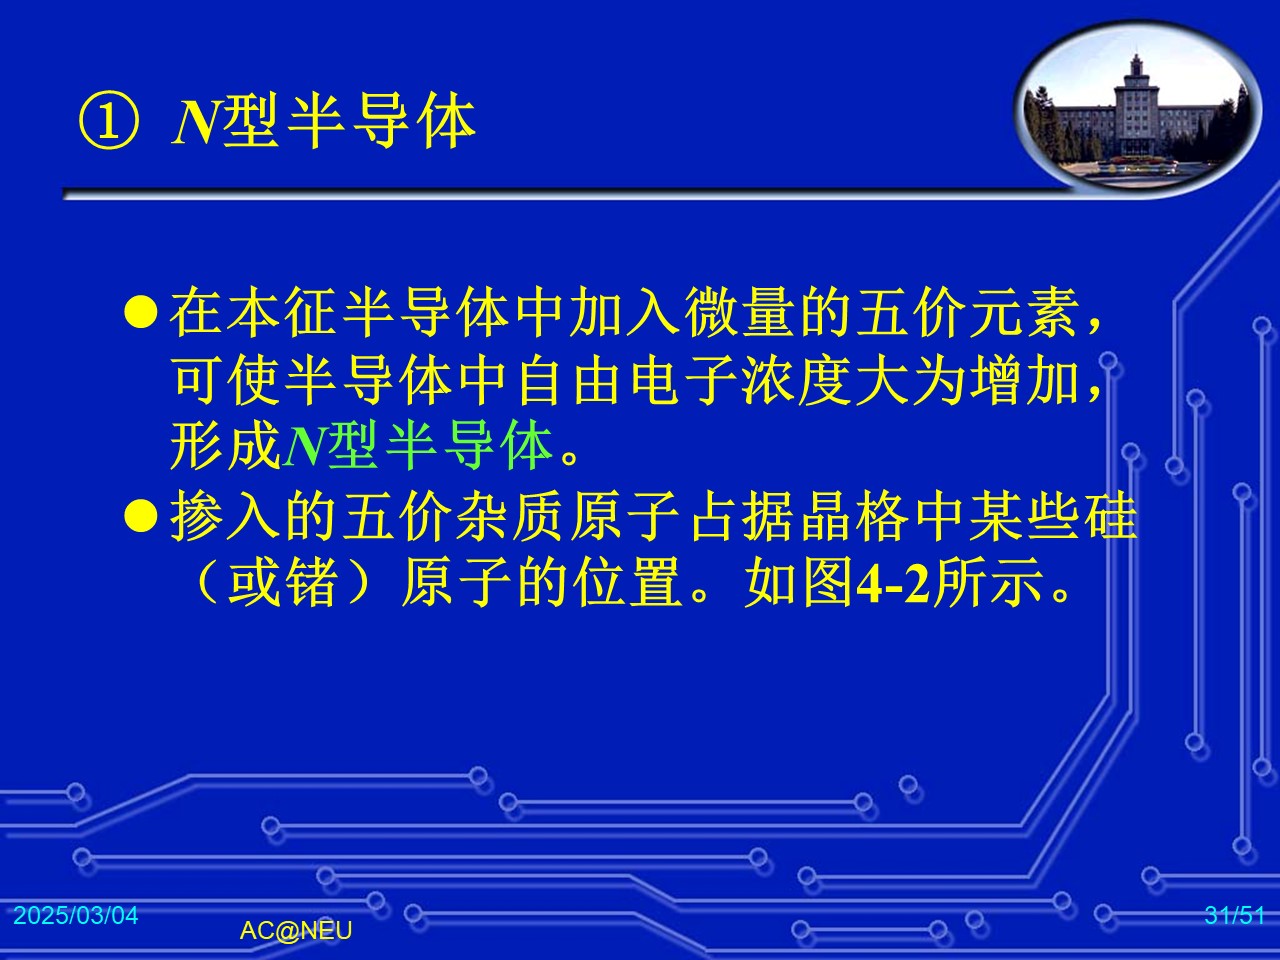 ① N型半导体
●在本征半导体中加入微量的五价元素，
可使半导体中自由电子浓度大为增加，
形成N型半导体。
●掺入的五价杂质原子占据晶格中某些硅
（或锗）原子的位置。如图4-2所示。
2025/03/04
AC@NEU
31/51